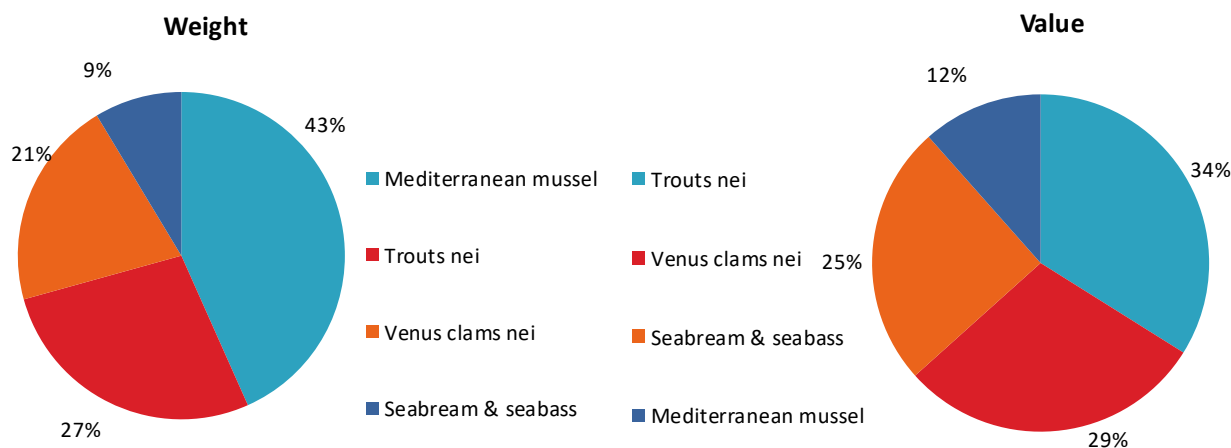 Weight
9%
43%
21%
27%
Mediterranean mussel
Trouts nei
Venus clams nei
Seabream & seabass
Value
12%
34%
25%
29%
Trouts nei
Venus clams nei
Seabream & seabass
Mediterranean mussel